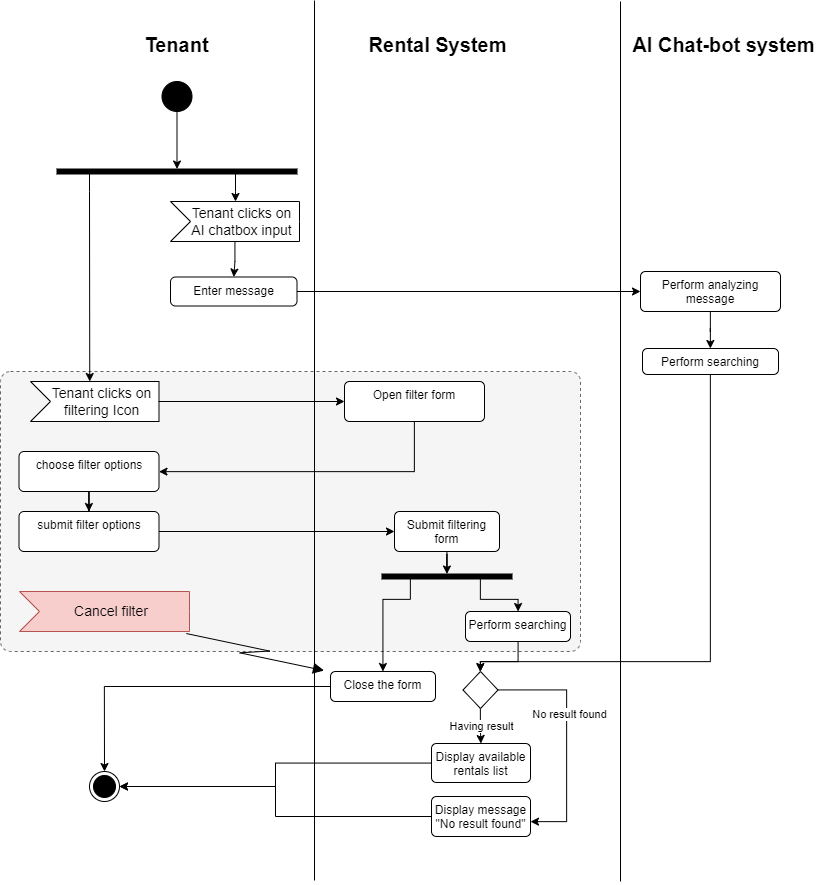 Tenant
Rental System
AI Chat-bot system
Tenant clicks on
AI chatbox input
Enter message
Perform analyzing
message
Perform searching
Tenant clicks on
filtering Icon
Open filter form
choose filter options
submit filter options
Submit filtering
form
Cancel filter
Perform searching
Close the form
No result found
Having result
Display available
rentals list
Display message
"No result found"